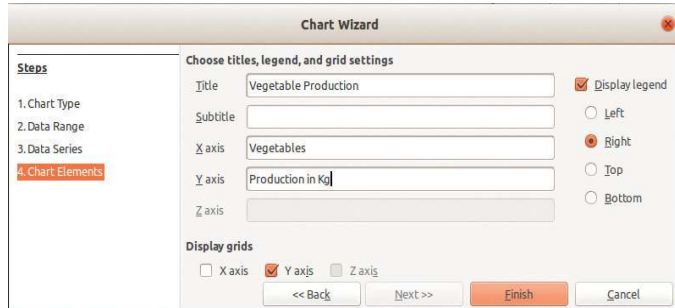 Chart Wizard
Steps
1. Chart Type
2. Data Range
3. Data Series
4. Chart Elements
Choose titles, legend, and grid settings
Title Vegetable Production
Subtitle
X axis Vegetables
Y axis Production in Kg
Z axis
Display legend
Left
Right
Top
Bottom
Display grids
X axis Y axis Z axis
<< Back Next >> Finish Cancel